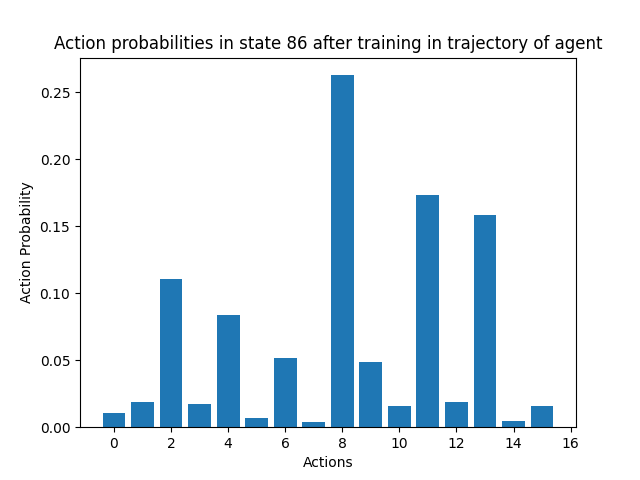 Action probabilities in state 86 after training in trajectory of agent
0.25
0.20
0.15
0.10
0.05
0.00
Action Probability
0 2 4 6 8 10 12 14 16
Actions